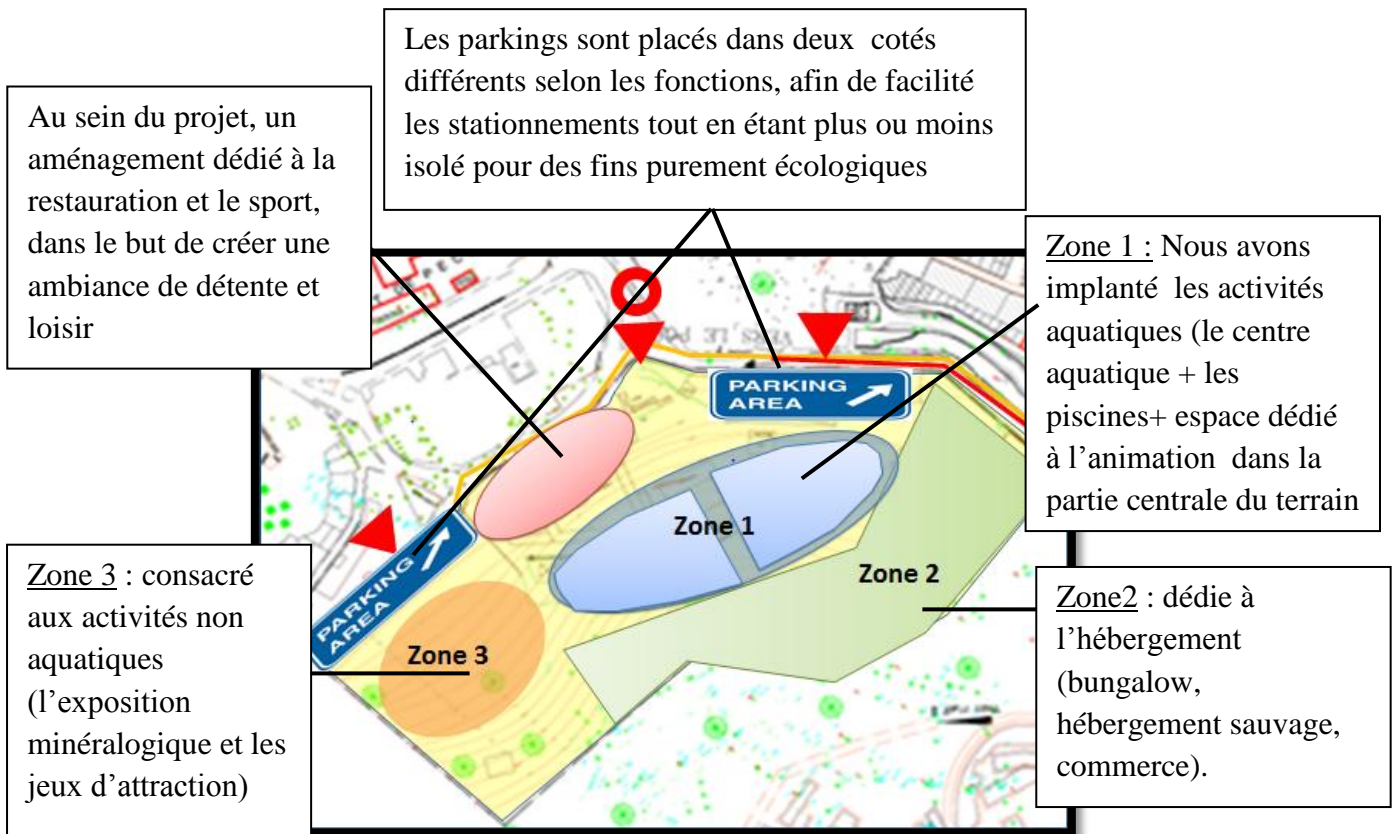 Les parkings sont placés dans deux cotés
différents selon les fonctions, afin de facilité
les stationnements tout en étant plus ou moins
isolé pour des fins purement écologiques
Au sein du projet, un
aménagement dédié à la
restauration et le sport,
dans le but de créer une
ambiance de détente et
loisir
Zone 1 : Nous avons
implanté les activités
aquatiques (le centre
aquatique + les
piscines+ espace dédié
à l’animation dans la
partie centrale du terrain
PARKING
AREA
Zone 1
Zone 2
PARKING
AREA
Zone 3
Zone 3 : consacré
aux activités non
aquatiques
(l’exposition
minéralogique et les
jeux d’attraction)
Zone2 : dédie à
l’hébergement
(bungalow,
hébergement sauvage,
commerce).